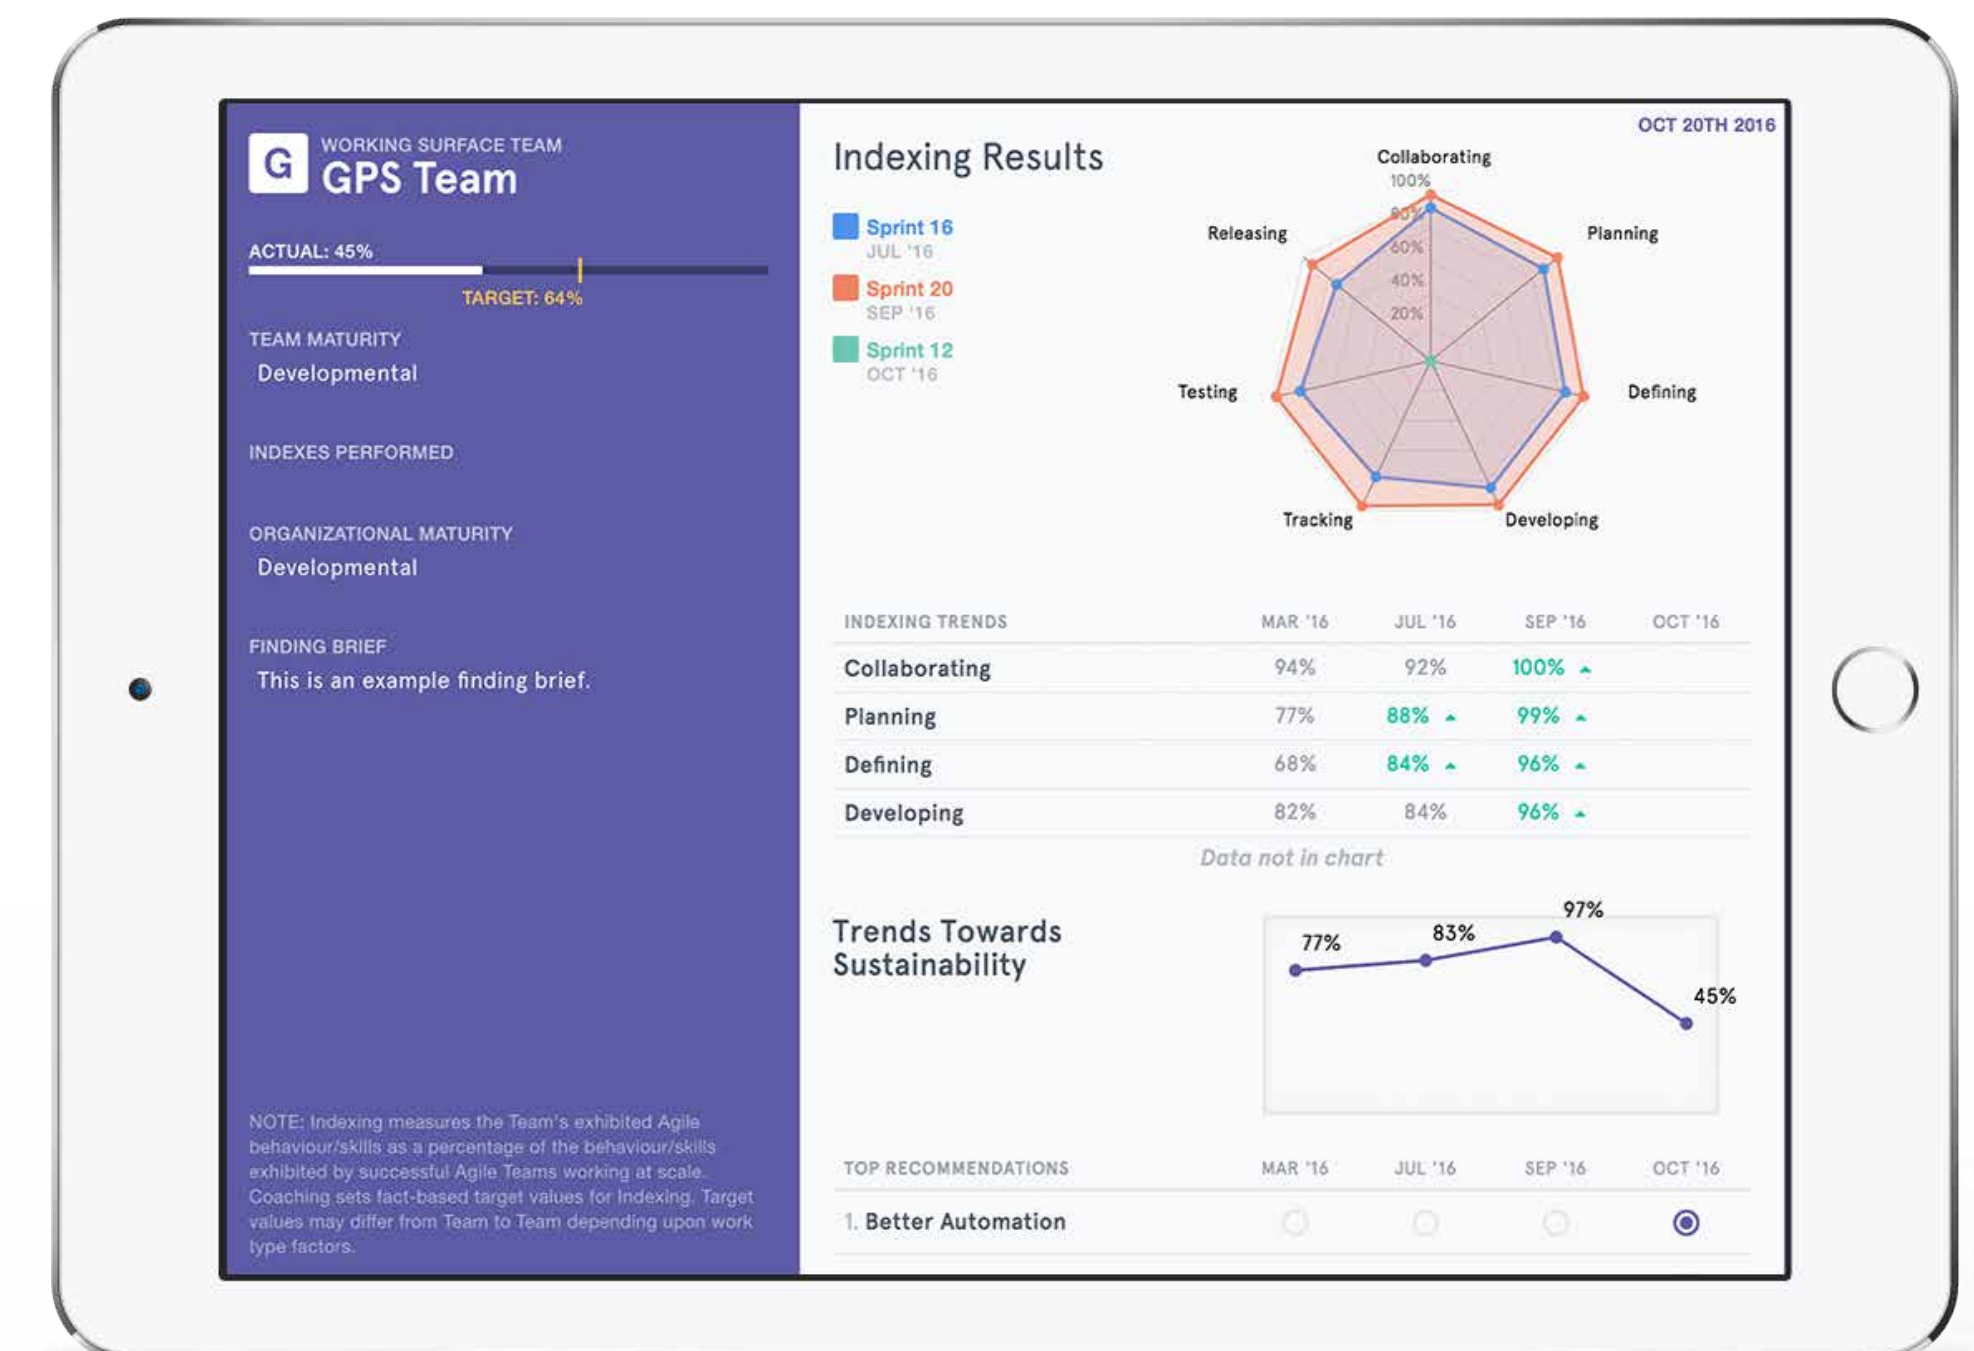 G
WORKING SURFACE TEAM
GPS Team
ACTUAL: 45%
TARGET: 64%
TEAM MATURITY
Developmental
INDEXES PERFORMED
ORGANIZATIONAL MATURITY
Developmental
FINDING BRIEF
This is an example finding brief.
NOTE: Indexing measures the Team's exhibited Agile
behaviour/skills as a percentage of the behaviour/skills
exhibited by successful Agile Teams working at scale.
Coaching sets fact-based target values for Indexing. Target
values may differ from Team to Team depending upon work
type factors.
OCT 20TH 2016
Indexing Results
Sprint 16
JUL '16
Sprint 20
SEP '16
Sprint 12
OCT '16
Collaborating
100%
80%
60%
40%
20%
Releasing
Planning
Testing
Defining
Tracking
Developing
INDEXING TRENDS MAR '16 JUL '16 SEP '16 OCT '16
Collaborating 94% 92% 100%
Planning 77% 88% 99%
Defining 68% 84% 96%
Developing 82% 84% 96%
Data not in chart
Trends Towards
Sustainability
77%
83%
97%
45%
TOP RECOMMENDATIONS MAR '16 JUL '16 SEP '16 OCT '16
1. Better Automation